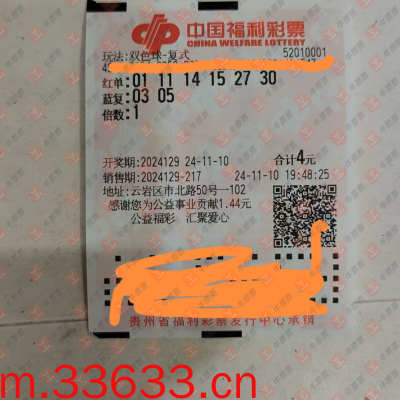 中国福利彩票
CHINA WELFARE LOTTERY
玩法:双色球-复式 52010001
红单:01 11 14 15 27 30
蓝复:03 05
倍数:1
开奖期:2024129 24-11-10 合计4元
销售期:2024129-217 24-11-10 19:48:25
地址:云岩区市北路50号一102
感谢您为公益事业贡献1.44元
公益福彩 汇聚爱心
贵州省福利彩票发行中心承销
m.33633.cn